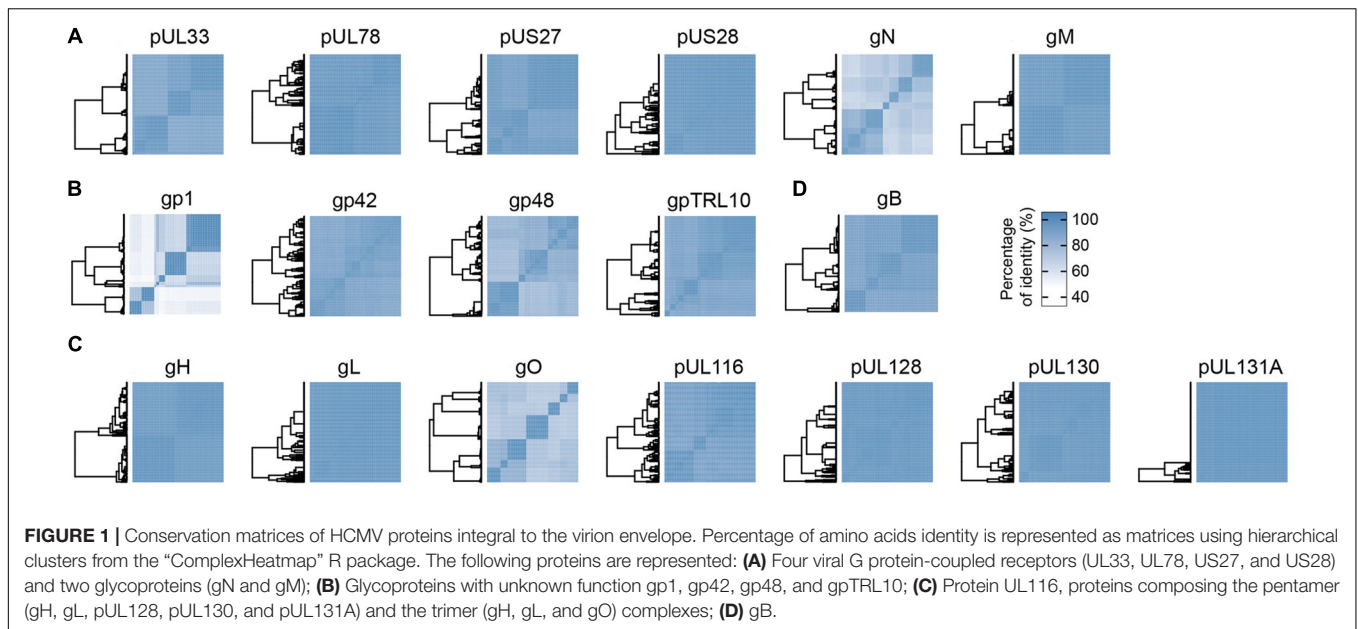 A
pUL33 pUL78 pUS27 pUS28 gN gM
B
gp1 gp42 gp48 gpTRL10
D
gB
Percentage of identity (%)
100
80
60
40
C
gH gL gO pUL116 pUL128 pUL130 pUL131A
FIGURE 1 | Conservation matrices of HCMV proteins integral to the virion envelope. Percentage of amino acids identity is represented as matrices using hierarchical
clusters from the “ComplexHeatmap” R package. The following proteins are represented: (A) Four viral G protein-coupled receptors (UL33, UL78, US27, and US28)
and two glycoproteins (gN and gM); (B) Glycoproteins with unknown function gp1, gp42, gp48, and gpTRL10; (C) Protein UL116, proteins composing the pentamer
(gH, gL, pUL128, pUL130, and pUL131A) and the trimer (gH, gL, and gO) complexes; (D) gB.